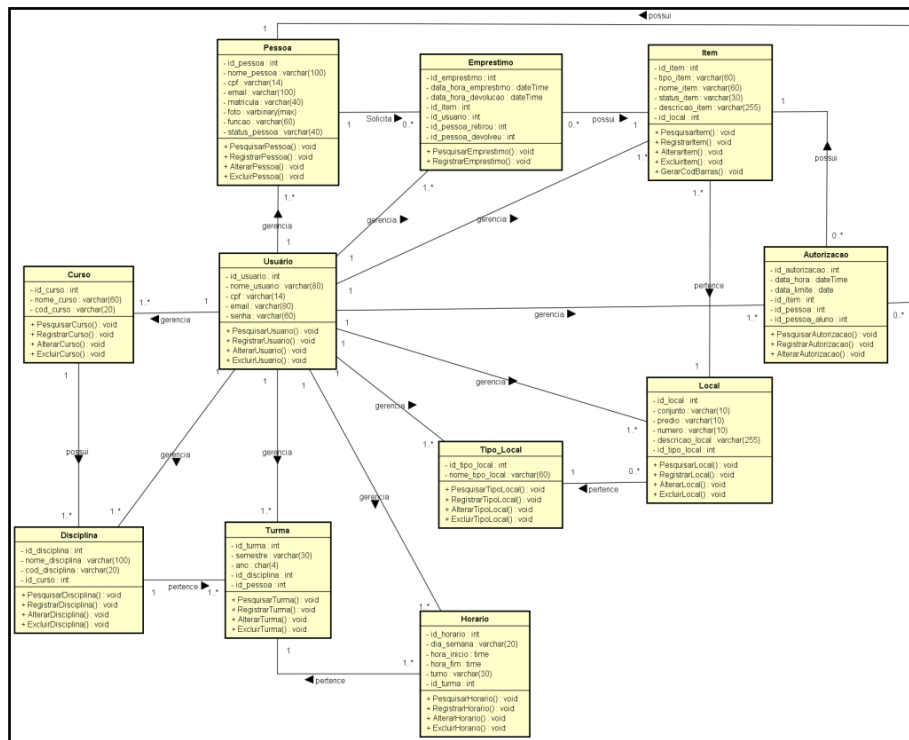 possui
1
1
Pessoa
- id_pessoa : int
- nome_pessoa : varchar(100)
- cpf : varchar(14)
- email : varchar(100)
- matricula : varchar(40)
- foto : varbinary(max)
- funcao : varchar(60)
- status_pessoa : varchar(40)
+ PesquisarPessoa() : void
+ RegistrarPessoa() : void
+ AlterarPessoa() : void
+ ExcluirPessoa() : void
1
Solicita
0..*
Emprestimo
- id_emprestimo : int
- data_hora_emprestimo : dateTime
- data_hora_devolucao : dateTime
- id_item : int
- id_usuario : int
- id_pessoa_retirou : int
- id_pessoa_devolveu : int
+ PesquisarEmprestimo() : void
+ RegistrarEmprestimo() : void
0..*
possui
1
Item
- id_item : int
- tipo_item : varchar(60)
- nome_item : varchar(60)
- status_item : varchar(30)
- descricao_item : varchar(255)
- id_local : int
+ PesquisarItem() : void
+ RegistrarItem() : void
+ AlterarItem() : void
+ ExcluirItem() : void
+ GerarCodBarras() : void
1
possui
0..*
1..*
gerencia
1
1..*
gerencia
1
1..*
gerencia
1
1..*
pertence
1
Usuário
- id_usuario : int
- nome_usuario : varchar(80)
- cpf : varchar(14)
- email : varchar(80)
- senha : varchar(60)
+ PesquisarUsuario() : void
+ RegistrarUsuario() : void
+ AlterarUsuario() : void
+ ExcluirUsuario() : void
Curso
- id_curso : int
- nome_curso : varchar(60)
- cod_curso : varchar(20)
+ PesquisarCurso() : void
+ RegistrarCurso() : void
+ AlterarCurso() : void
+ ExcluirCurso() : void
1..*
1
gerencia
Autorizacao
- id_autorizacao : int
- data_hora : dateTime
- data_limite : date
- id_item : int
- id_pessoa : int
- id_pessoa_aluno : int
+ PesquisarAutorizacao() : void
+ RegistrarAutorizacao() : void
+ AlterarAutorizacao() : void
1
gerencia
1..*
0..*
1
gerencia
1..*
Local
- id_local : int
- conjunto : varchar(10)
- predio : varchar(10)
- numero : varchar(10)
- descricao_local : varchar(255)
- id_tipo_local : int
+ PesquisarLocal() : void
+ RegistrarLocal() : void
+ AlterarLocal() : void
+ ExcluirLocal() : void
1
gerencia
1..*
Tipo_Local
- id_tipo_local : int
- nome_tipo_local : varchar(60)
+ PesquisarTipoLocal() : void
+ RegistrarTipoLocal() : void
+ AlterarTipoLocal() : void
+ ExcluirTipoLocal() : void
1
0..*
pertence
1
possui
1..*
1
gerencia
1..*
1
gerencia
1..*
1
gerencia
1..*
Disciplina
- id_disciplina : int
- nome_disciplina : varchar(100)
- cod_disciplina : varchar(20)
- id_curso : int
+ PesquisarDisciplina() : void
+ RegistrarDisciplina() : void
+ AlterarDisciplina() : void
+ ExcluirDisciplina() : void
1
pertence
1..*
Turma
- id_turma : int
- semestre : varchar(30)
- ano : char(4)
- id_disciplina : int
- id_pessoa : int
+ PesquisarTurma() : void
+ RegistrarTurma() : void
+ AlterarTurma() : void
+ ExcluirTurma() : void
1
pertence
1..*
Horario
- id_horario : int
- dia_semana : varchar(20)
- hora_inicio : time
- hora_fim : time
- turno : varchar(30)
- id_turma : int
+ PesquisarHorario() : void
+ RegistrarHorario() : void
+ AlterarHorario() : void
+ ExcluirHorario() : void